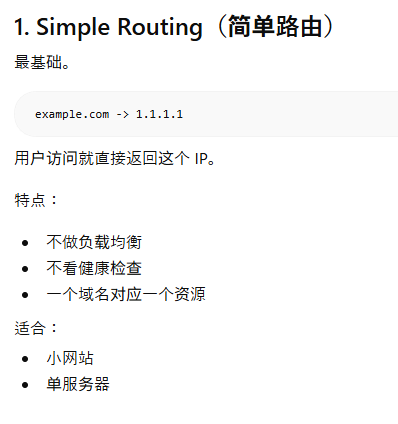 1. Simple Routing（简单路由）
最基础。
example.com -> 1.1.1.1
用户访问就直接返回这个 IP。
特点：
• 不做负载均衡
• 不看健康检查
• 一个域名对应一个资源
适合：
• 小网站
• 单服务器